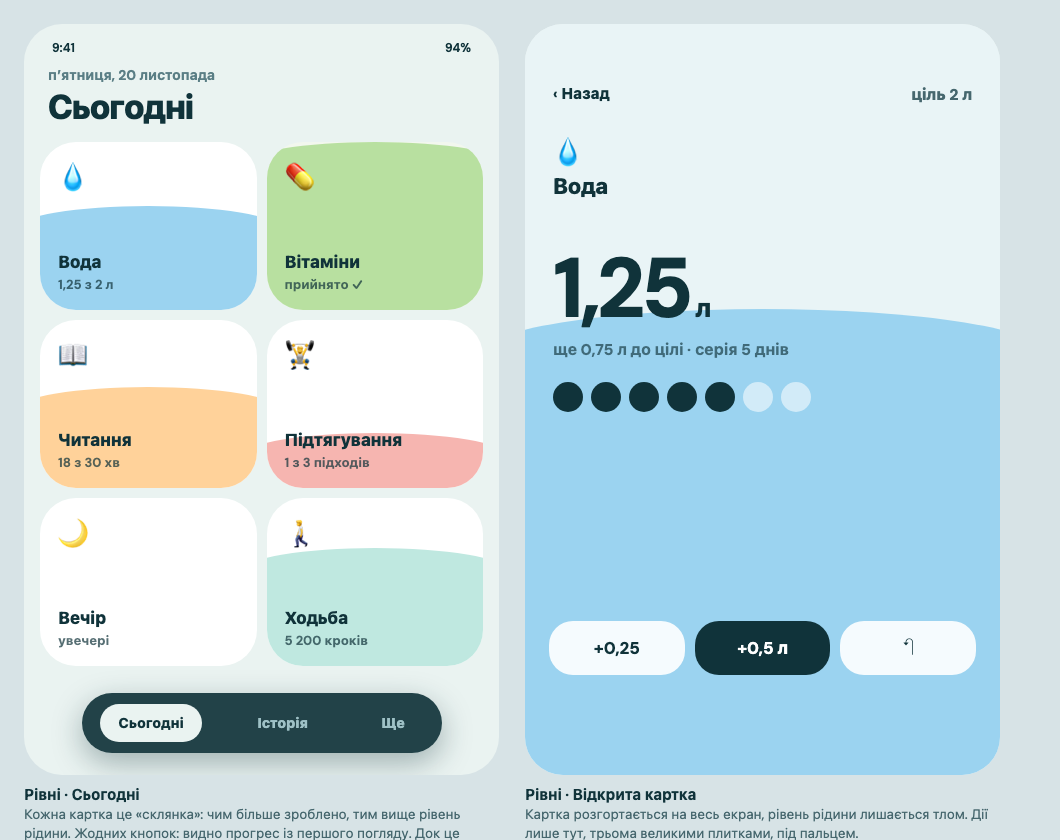 9:41
94%
п'ятниця, 20 листопада
Сьогодні
Вода
1,25 з 2 л
Вітаміни
прийнято ✓
Читання
18 з 30 хв
Підтягування
1 з 3 підходів
Вечір
увечері
Ходьба
5 200 кроків
Сьогодні
Історія
Ще
Рівні · Сьогодні
Кожна картка це «склянка»: чим більше зроблено, тим вище рівень
рідини. Жодних кнопок: видно прогрес із першого погляду. Док це
‹ Назад
ціль 2 л
Вода
1,25 л
ще 0,75 л до цілі · серія 5 днів
+0,25
+0,5 л
Рівні · Відкрита картка
Картка розгортається на весь екран, рівень рідини лишається тлом. Дії
лише тут, трьома великими плитками, під пальцем.